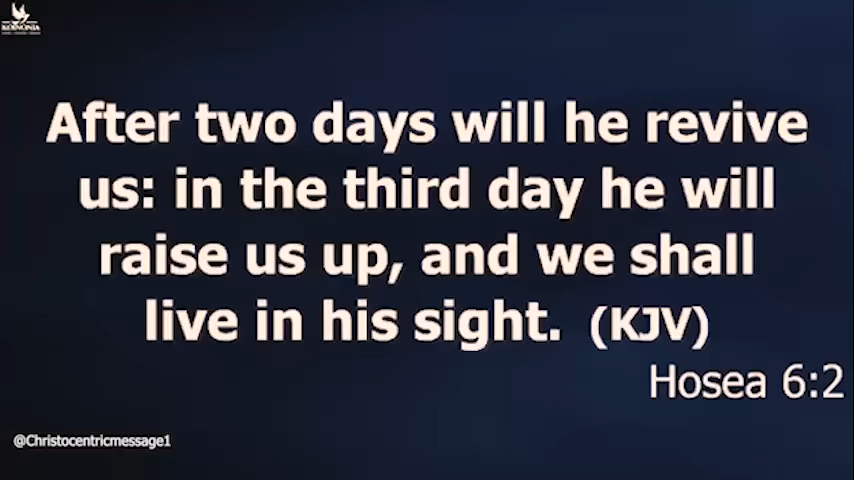 KOINONIA
After two days will he revive
us: in the third day he will
raise us up, and we shall
live in his sight. (KJV)
Hosea 6:2
@Christocentricmessage1